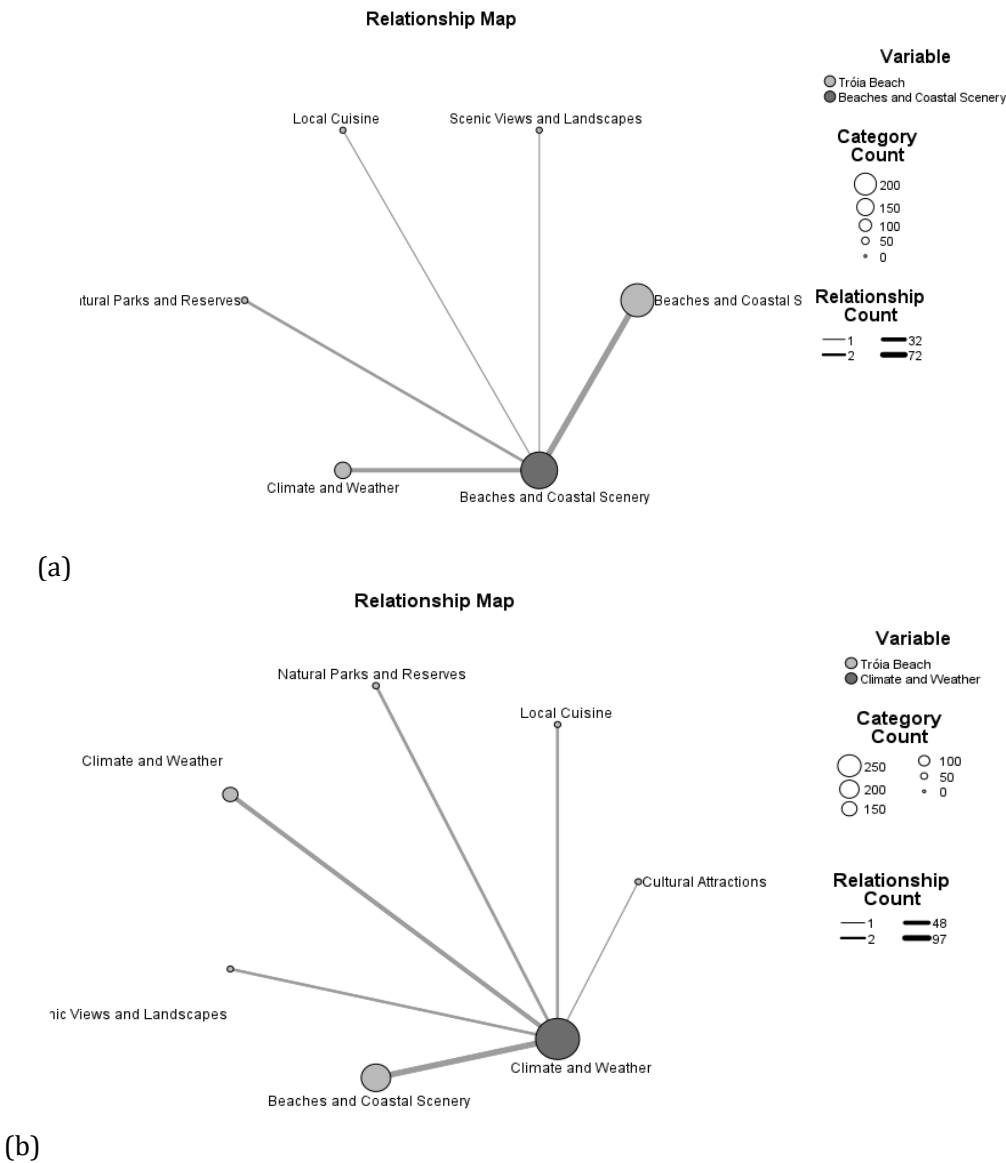 Relationship Map
Variable
Tróia Beach
Beaches and Coastal Scenery
Local Cuisine
Scenic Views and Landscapes
Category
Count
200
150
100
50
0
tural Parks and Reserves
Beaches and Coastal S
Relationship
Count
1 32
2 72
Climate and Weather
Beaches and Coastal Scenery
(a)
Relationship Map
Variable
Tróia Beach
Climate and Weather
Natural Parks and Reserves
Local Cuisine
Category
Count
250 100
200 50
150 0
Climate and Weather
Cultural Attractions
Relationship
Count
1 48
2 97
nic Views and Landscapes
Climate and Weather
Beaches and Coastal Scenery
(b)